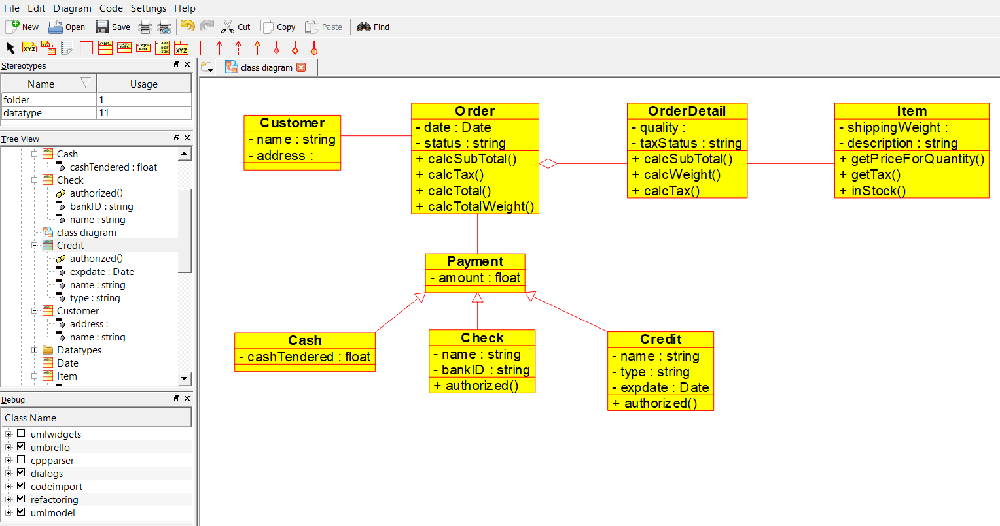 File Edit Diagram Code Settings Help
New Open Save Cut Copy Paste Find
Stereotypes
Name Usage
folder 1
datatype 11
Tree View
Cash
cashTendered : float
Check
authorized()
bankID : string
name : string
class diagram
Credit
authorized()
expdate : Date
name : string
type : string
Customer
address :
name : string
Datatypes
Date
Item
Debug
Class Name
umlwidgets
umbrello
cppparser
dialogs
codeimport
refactoring
umlmodel
class diagram
Customer
- name : string
- address :
Order
- date : Date
- status : string
+ calcSubTotal()
+ calcTax()
+ calcTotal()
+ calcTotalWeight()
OrderDetail
- quality :
- taxStatus : string
+ calcSubTotal()
+ calcWeight()
+ calcTax()
Item
- shippingWeight :
- description : string
+ getPriceForQuantity()
+ getTax()
+ inStock()
Payment
- amount : float
Cash
- cashTendered : float
Check
- name : string
- bankID : string
+ authorized()
Credit
- name : string
- type : string
- expdate : Date
+ authorized()